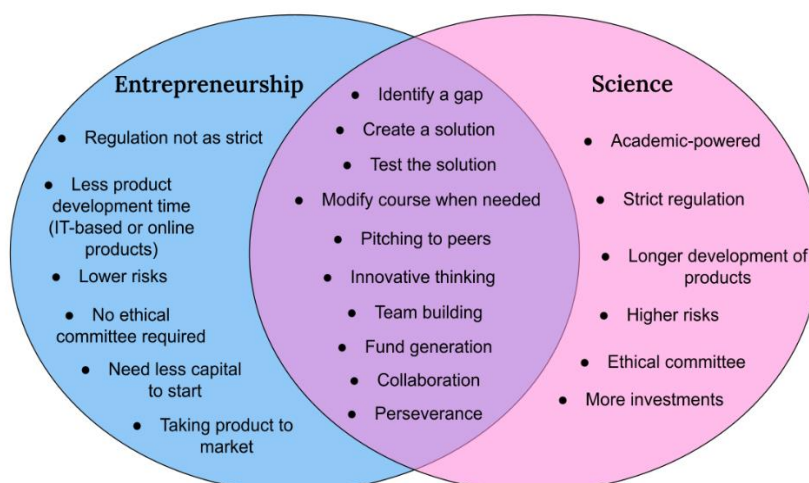 Entrepreneurship
● Regulation not as strict
● Less product
development time
(IT-based or online
products)
● Lower risks
● No ethical
committee required
● Need less capital
to start
● Taking product to
market
● Identify a gap
● Create a solution
● Test the solution
● Modify course when needed
● Pitching to peers
● Innovative thinking
● Team building
● Fund generation
● Collaboration
● Perseverance
Science
● Academic-powered
● Strict regulation
● Longer development of
products
● Higher risks
● Ethical committee
● More investments